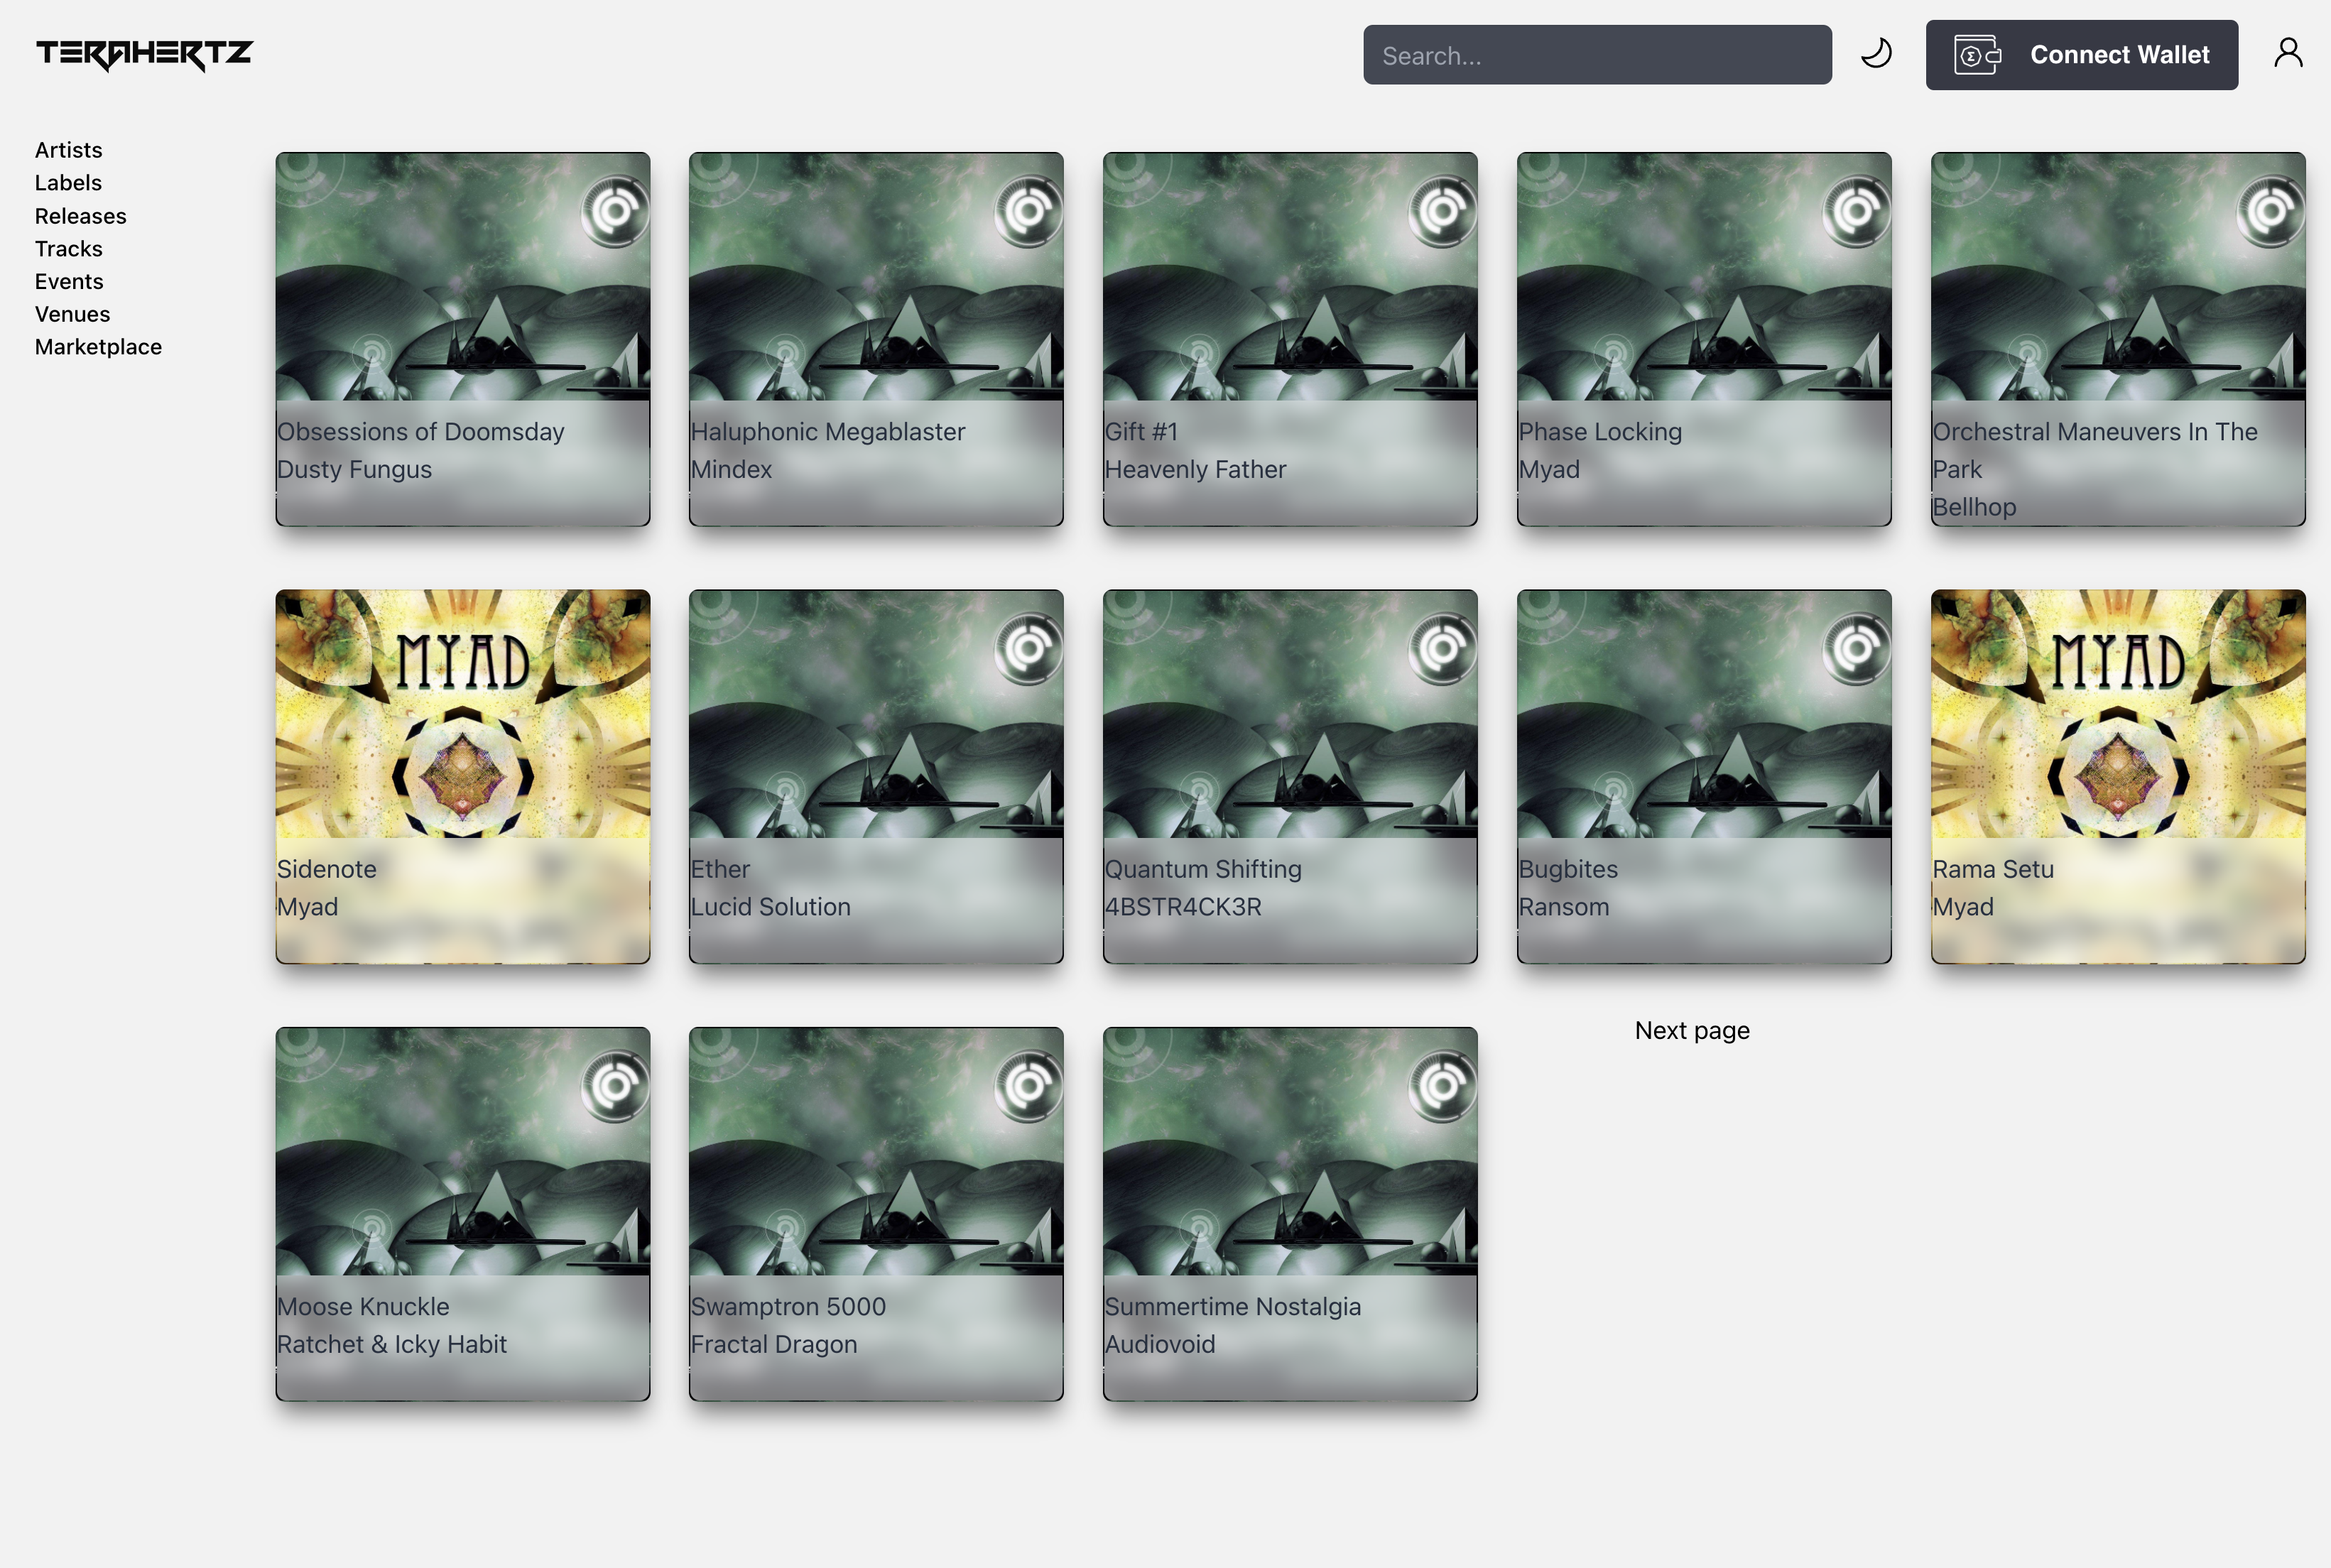 TERAHERTZ
Search...
Connect Wallet
Artists
Labels
Releases
Tracks
Events
Venues
Marketplace
Obsessions of Doomsday
Dusty Fungus
Haluphonic Megablaster
Mindex
Gift #1
Heavenly Father
Phase Locking
Myad
Orchestral Maneuvers In The
Park
Bellhop
MYAD
Sidenote
Myad
Ether
Lucid Solution
Quantum Shifting
4BSTR4CK3R
Bugbites
Ransom
MYAD
Rama Setu
Myad
Moose Knuckle
Ratchet & Icky Habit
Swamptron 5000
Fractal Dragon
Summertime Nostalgia
Audiovoid
Next page